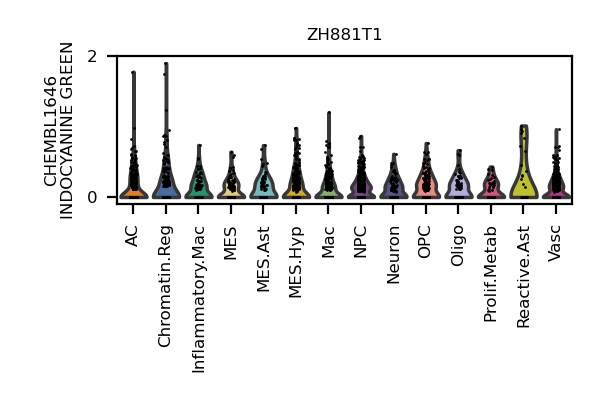 ZH881T1
CHEMBL1646
INDOCYANINE GREEN
2
0
AC
Chromatin.Reg
Inflammatory.Mac
MES
MES.Ast
MES.Hyp
Mac
NPC
Neuron
OPC
Oligo
Prolif.Metab
Reactive.Ast
Vasc